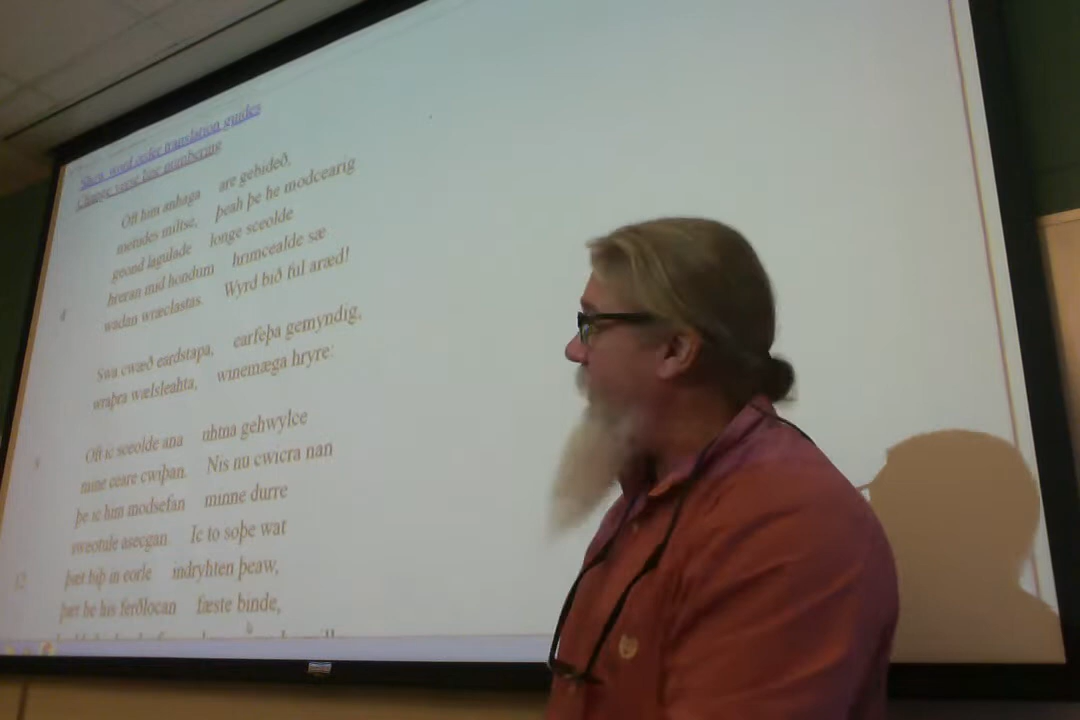 Show word order translation guides
Change verse line numbering
Oft him anhaga are gebideð,
metudes miltse, þeah þe he modcearig
geond lagulade longe sceolde
hreran mid hondum hrimcealde sæ
4 wadan wræclastas. Wyrd bið ful aræd!
Swa cwæð eardstapa, earfeþa gemyndig,
wraþra wælsleahta, winemæga hryre:
Oft ic sceolde ana uhtna gehwylce
mine ceare cwiþan. Nis nu cwicra nan
þe ic him modsefan minne durre
sweotule asecgan. Ic to soþe wat
12 þæt biþ in eorle indryhten þeaw,
þæt he his ferðlocan fæste binde,